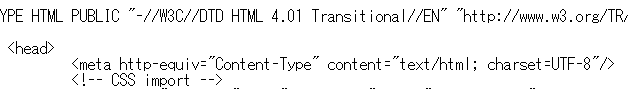 YPE HTML PUBLIC "-//W3C//DTD HTML 4.01 Transitional//EN" "http://www.w3.org/TR/
<head>
<meta http-equiv="Content-Type" content="text/html; charset=UTF-8"/>
<!-- CSS import -->